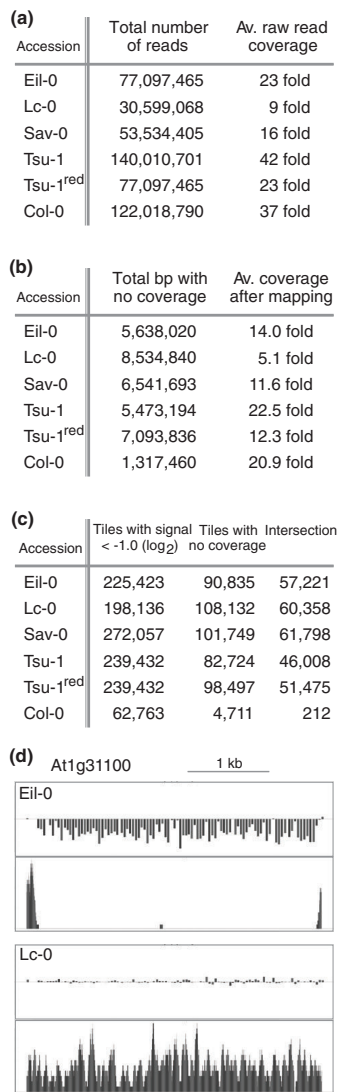 (a)
Accession Total number of reads Av. raw read coverage
Eil-0 77,097,465 23 fold
Lc-0 30,599,068 9 fold
Sav-0 53,534,405 16 fold
Tsu-1 140,010,701 42 fold
Tsu-1red 77,097,465 23 fold
Col-0 122,018,790 37 fold
(b)
Accession Total bp with no coverage Av. coverage after mapping
Eil-0 5,638,020 14.0 fold
Lc-0 8,534,840 5.1 fold
Sav-0 6,541,693 11.6 fold
Tsu-1 5,473,194 22.5 fold
Tsu-1red 7,093,836 12.3 fold
Col-0 1,317,460 20.9 fold
(c)
Accession Tiles with signal < -1.0 (log2) Tiles with no coverage Intersection
Eil-0 225,423 90,835 57,221
Lc-0 198,136 108,132 60,358
Sav-0 272,057 101,749 61,798
Tsu-1 239,432 82,724 46,008
Tsu-1red 239,432 98,497 51,475
Col-0 62,763 4,711 212
(d)
At1g31100 1 kb
Eil-0
Lc-0